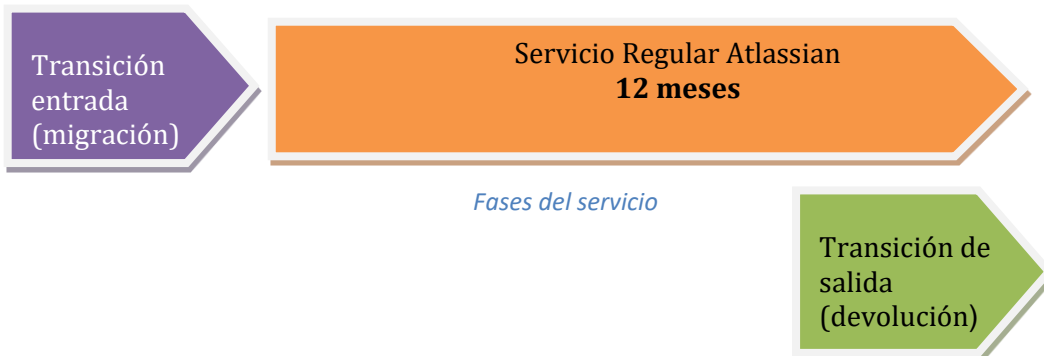 Transición
entrada
(migración)
Servicio Regular Atlassian
12 meses
Fases del servicio
Transición de
salida
(devolución)